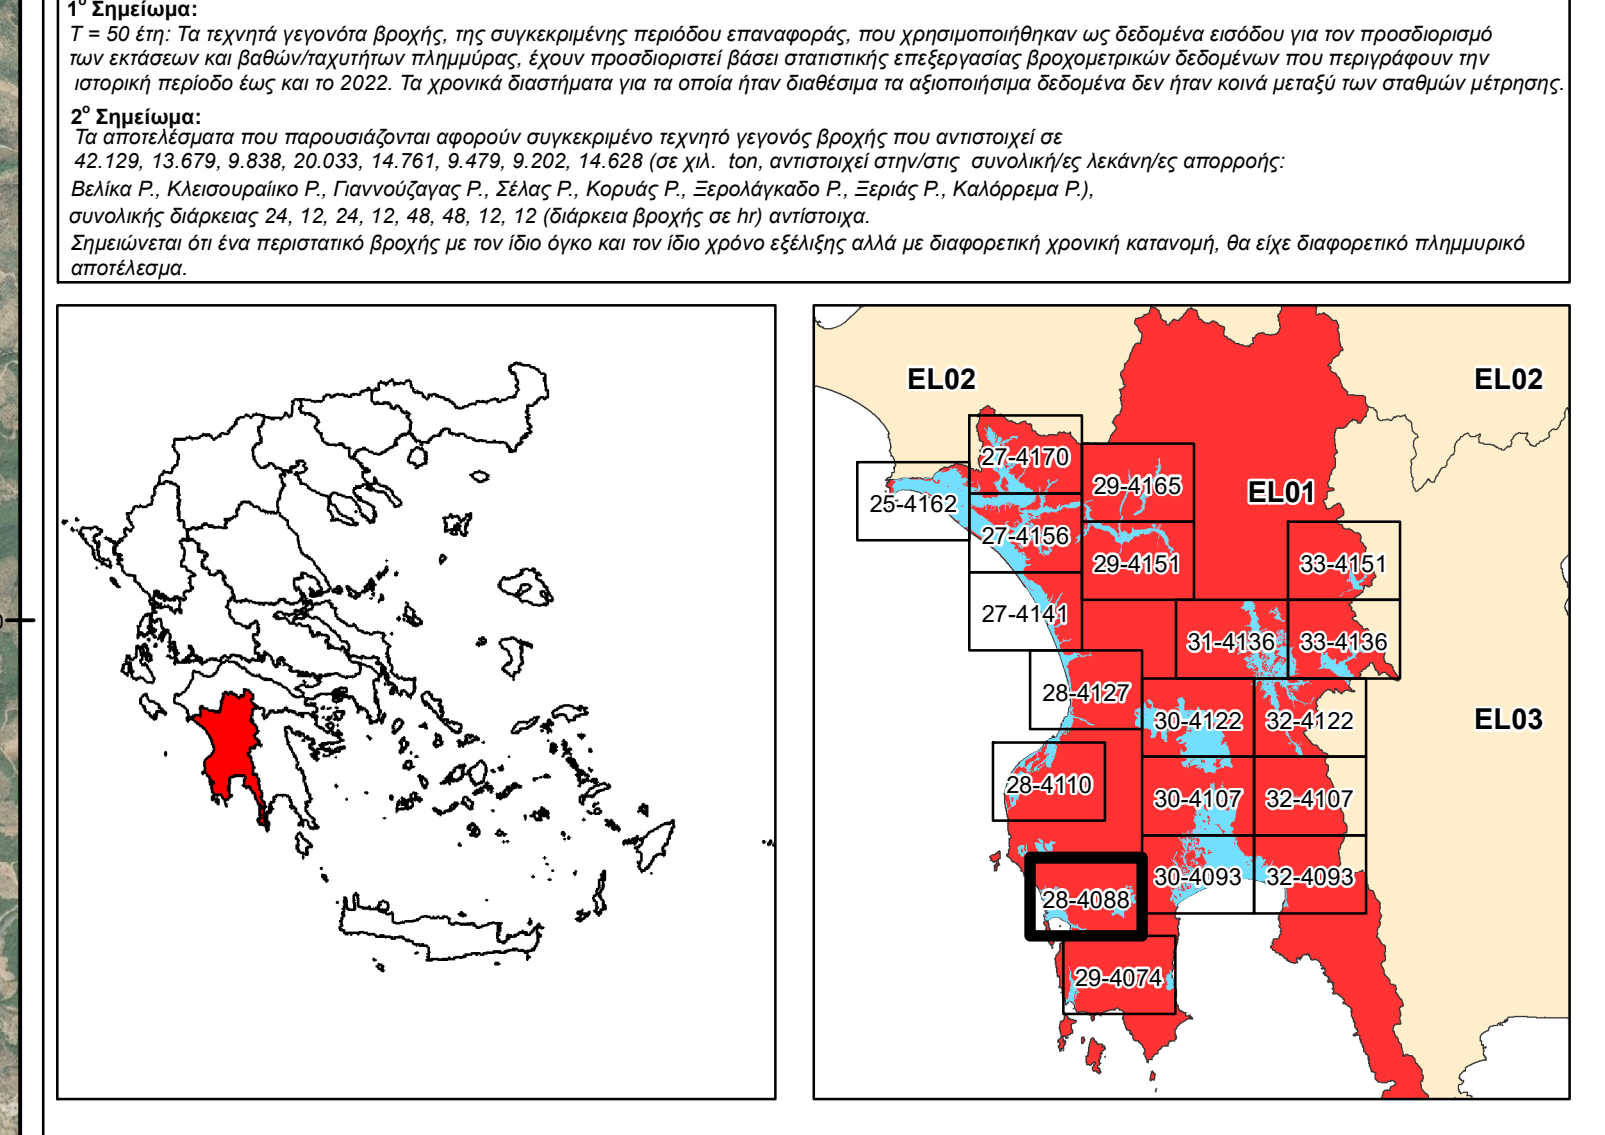 1ο Σημείωμα:
T = 50 έτη: Τα τεχνητά γεγονότα βροχής, της συγκεκριμένης περιόδου επαναφοράς, που χρησιμοποιήθηκαν ως δεδομένα εισόδου για τον προσδιορισμό
των εκτάσεων και βαθών/ταχυτήτων πλημμύρας, έχουν προσδιοριστεί βάσει στατιστικής επεξεργασίας βροχομετρικών δεδομένων που περιγράφουν την
ιστορική περίοδο έως και το 2022. Τα χρονικά διαστήματα για τα οποία ήταν διαθέσιμα τα αξιοποιήσιμα δεδομένα δεν ήταν κοινά μεταξύ των σταθμών μέτρησης.
2ο Σημείωμα:
Τα αποτελέσματα που παρουσιάζονται αφορούν συγκεκριμένο τεχνητό γεγονός βροχής που αντιστοιχεί σε
42.129, 13.679, 9.838, 20.033, 14.761, 9.479, 9.202, 14.628 (σε χιλ. ton, αντιστοιχεί στην/στις συνολική/ες λεκάνη/ες απορροής:
Βελίκα Ρ., Κλεισουραίικο Ρ., Γιαννούζαγας Ρ., Σέλας Ρ., Κορυάς Ρ., Ξερολάγκαδο Ρ., Ξεριάς Ρ., Καλόρρεμα Ρ.),
συνολικής διάρκειας 24, 12, 24, 12, 48, 48, 12, 12 (διάρκεια βροχής σε hr) αντίστοιχα.
Σημειώνεται ότι ένα περιστατικό βροχής με τον ίδιο όγκο και τον ίδιο χρόνο εξέλιξης αλλά με διαφορετική χρονική κατανομή, θα είχε διαφορετικό πλημμυρικό
αποτέλεσμα.
EL02
EL02
27-4170
29-4165
EL01
25-4162
27-4156
29-4151
33-4151
27-4141
31-4136
33-4136
28-4127
30-4122
32-4122
EL03
28-4110
30-4107
32-4107
30-4093
32-4093
28-4088
29-4074